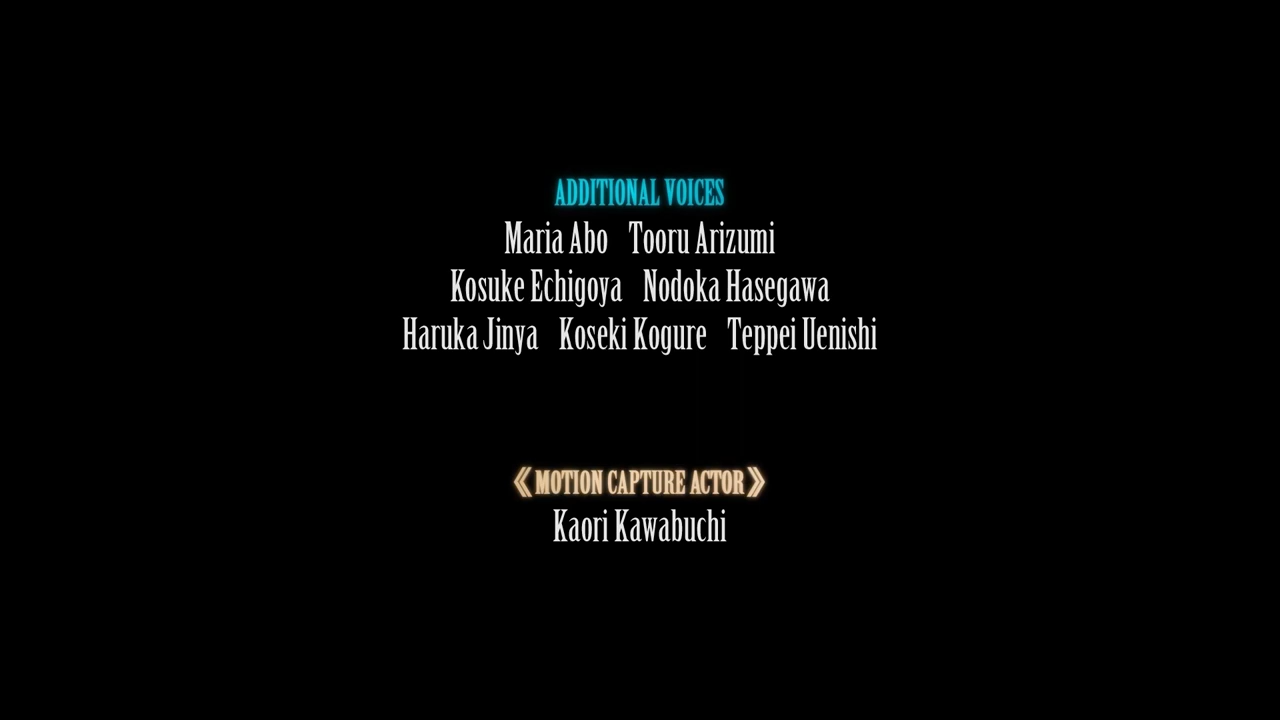 ADDITIONAL VOICES
Maria Abo Tooru Arizumi
Kosuke Echigoya Nodoka Hasegawa
Haruka Jinya Koseki Kogure Teppei Uenishi
《MOTION CAPTURE ACTOR》
Kaori Kawabuchi